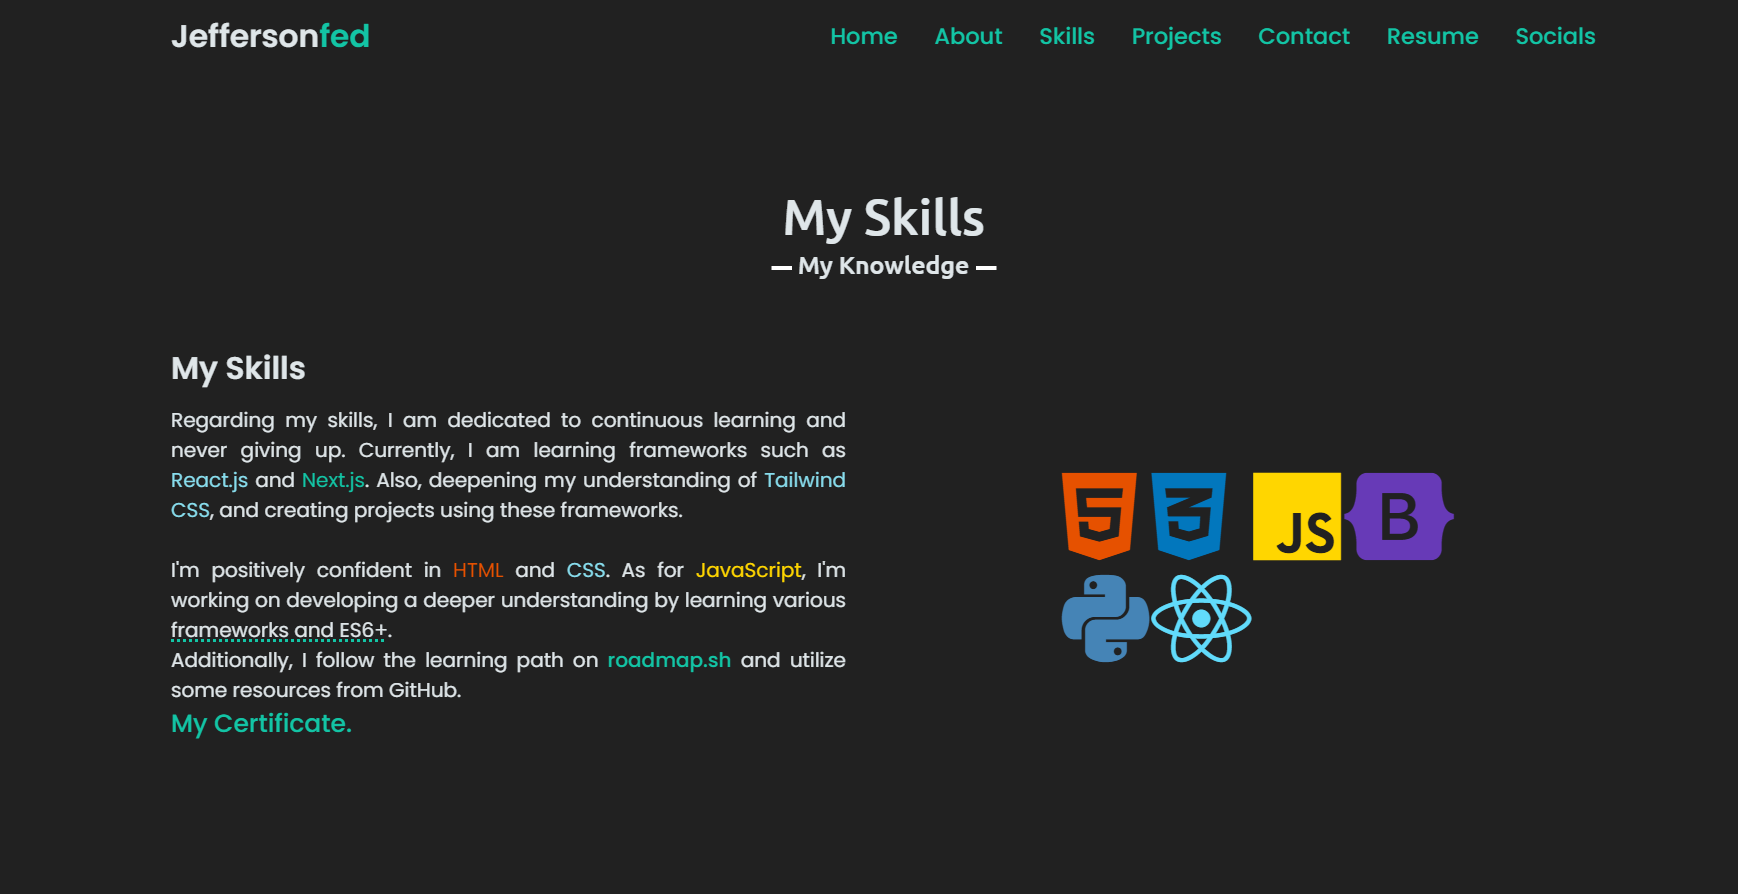 Jeffersonfed
Home About Skills Projects Contact Resume Socials
My Skills
— My Knowledge —
My Skills
Regarding my skills, I am dedicated to continuous learning and
never giving up. Currently, I am learning frameworks such as
React.js and Next.js. Also, deepening my understanding of Tailwind
CSS, and creating projects using these frameworks.
I'm positively confident in HTML and CSS. As for JavaScript, I'm
working on developing a deeper understanding by learning various
frameworks and ES6+.
Additionally, I follow the learning path on roadmap.sh and utilize
some resources from GitHub.
My Certificate.
5 3 JS B